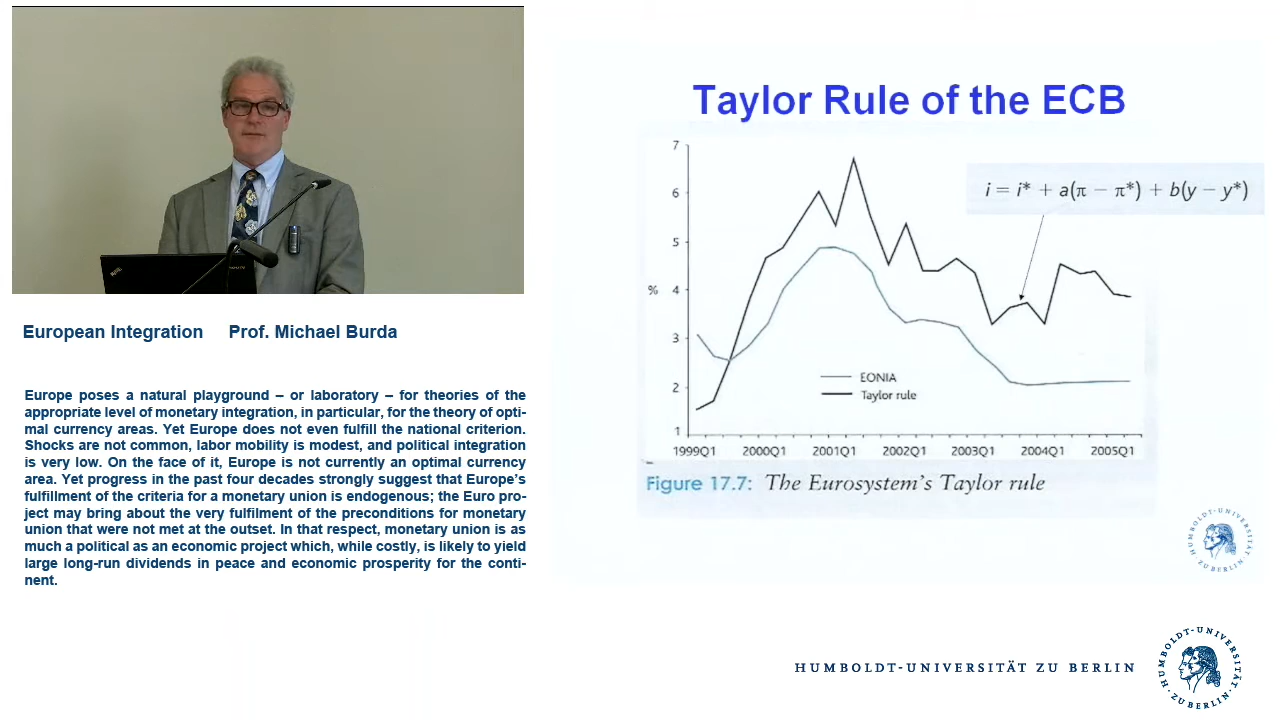 European Integration Prof. Michael Burda
Europe poses a natural playground – or laboratory – for theories of the
appropriate level of monetary integration, in particular, for the theory of opti-
mal currency areas. Yet Europe does not even fulfill the national criterion.
Shocks are not common, labor mobility is modest, and political integration
is very low. On the face of it, Europe is not currently an optimal currency
area. Yet progress in the past four decades strongly suggest that Europe's
fulfillment of the criteria for a monetary union is endogenous; the Euro pro-
ject may bring about the very fulfilment of the preconditions for monetary
union that were not met at the outset. In that respect, monetary union is as
much a political as an economic project which, while costly, is likely to yield
large long-run dividends in peace and economic prosperity for the conti-
nent.
Taylor Rule of the ECB
i = i* + a(π − π*) + b(y − y*)
7
6
5
%
4
3
2
1
EONIA
Taylor rule
1999Q1 2000Q1 2001Q1 2002Q1 2003Q1 2004Q1 2005Q1
Figure 17.7: The Eurosystem's Taylor rule
HUMBOLDT-UNIVERSITÄT
ZU BERLIN
HUMBOLDT-UNIVERSITÄT ZU BERLIN
HUMBOLDT-UNIVERSITÄT
ZU BERLIN